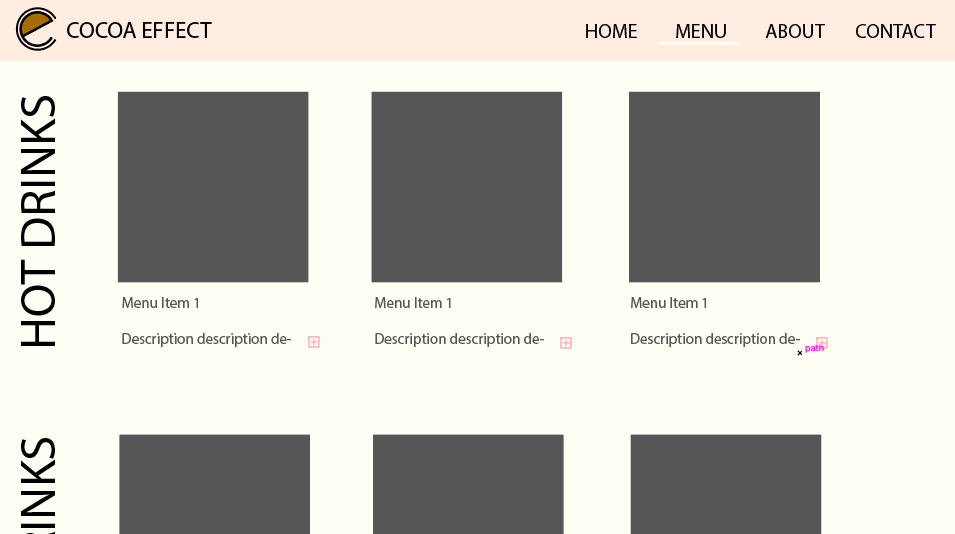 COCOA EFFECT
HOME MENU ABOUT CONTACT
HOT DRINKS
Menu Item 1
Description description de-
Menu Item 1
Description description de-
Menu Item 1
Description description de-
path